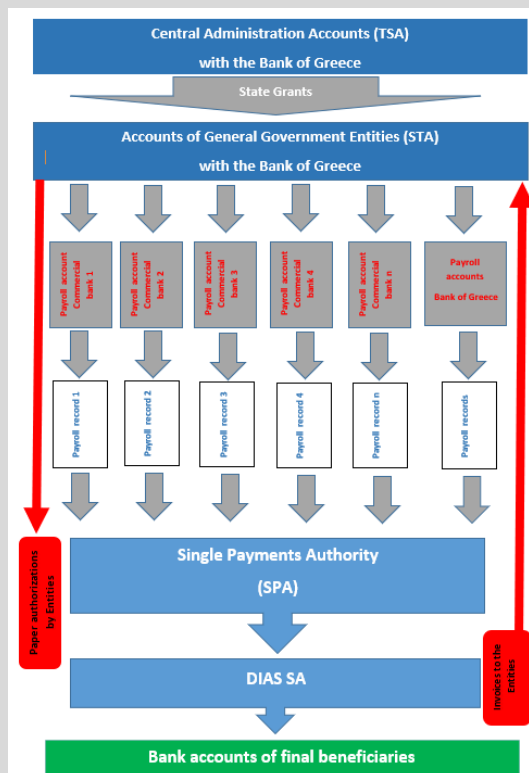 Central Administration Accounts (TSA)
with the Bank of Greece
State Grants
Accounts of General Government Entities (STA)
with the Bank of Greece
Payroll account
Commercial
bank 1
Payroll account
Commercial
bank 2
Payroll account
Commercial
bank 3
Payroll account
Commercial
bank 4
Payroll account
Commercial
bank n
Payroll
accounts
Bank of Greece
Payroll record 1
Payroll record 2
Payroll record 3
Payroll record 4
Payroll record n
Payroll records
Paper authorizations
by Entities
Single Payments Authority
(SPA)
DIAS SA
Invoices to the
Entities
Bank accounts of final beneficiaries